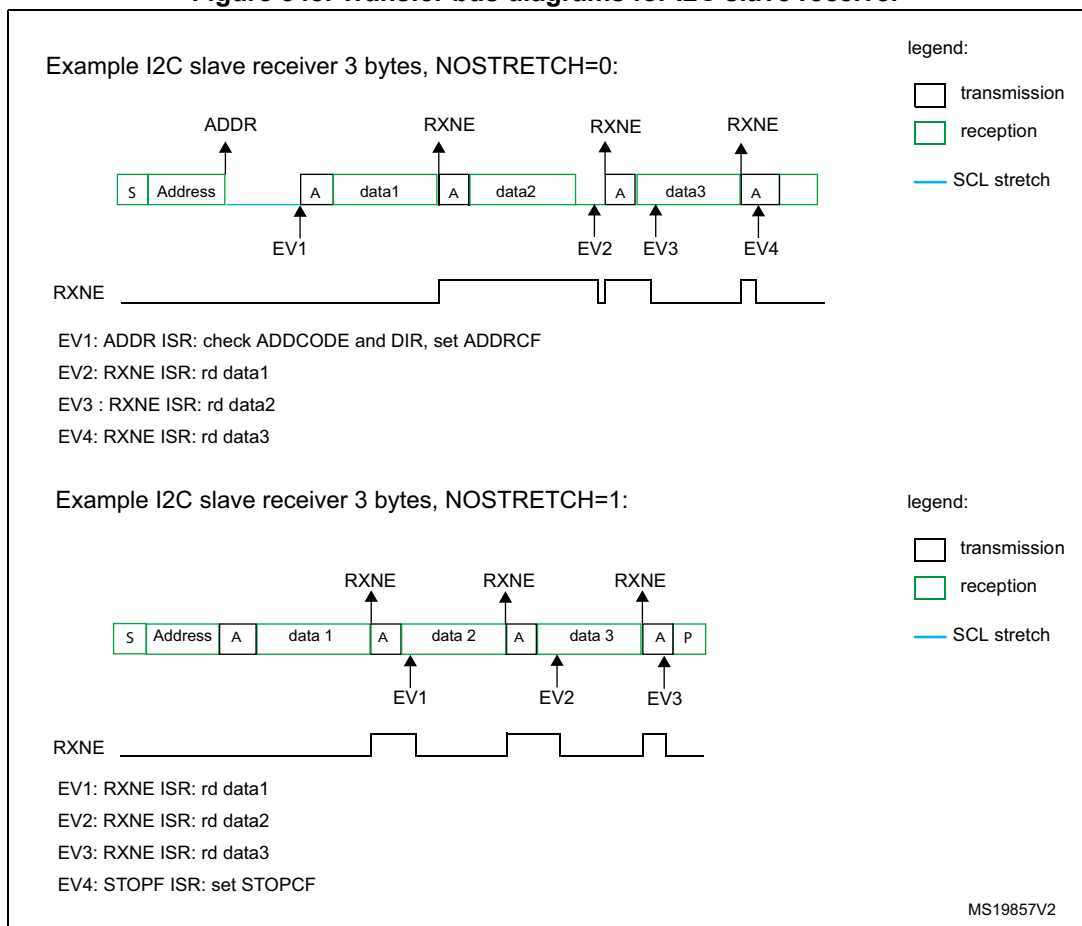 Example I2C slave receiver 3 bytes, NOSTRETCH=0:
legend:
transmission
reception
SCL stretch
ADDR RXNE RXNE RXNE
S Address A data1 A data2 A data3 A
EV1 EV2 EV3 EV4
RXNE
EV1: ADDR ISR: check ADDCODE and DIR, set ADDRCF
EV2: RXNE ISR: rd data1
EV3 : RXNE ISR: rd data2
EV4: RXNE ISR: rd data3
Example I2C slave receiver 3 bytes, NOSTRETCH=1:
legend:
transmission
reception
SCL stretch
RXNE RXNE RXNE
S Address A data 1 A data 2 A data 3 A P
EV1 EV2 EV3
RXNE
EV1: RXNE ISR: rd data1
EV2: RXNE ISR: rd data2
EV3: RXNE ISR: rd data3
EV4: STOPF ISR: set STOPCF
MS19857V2